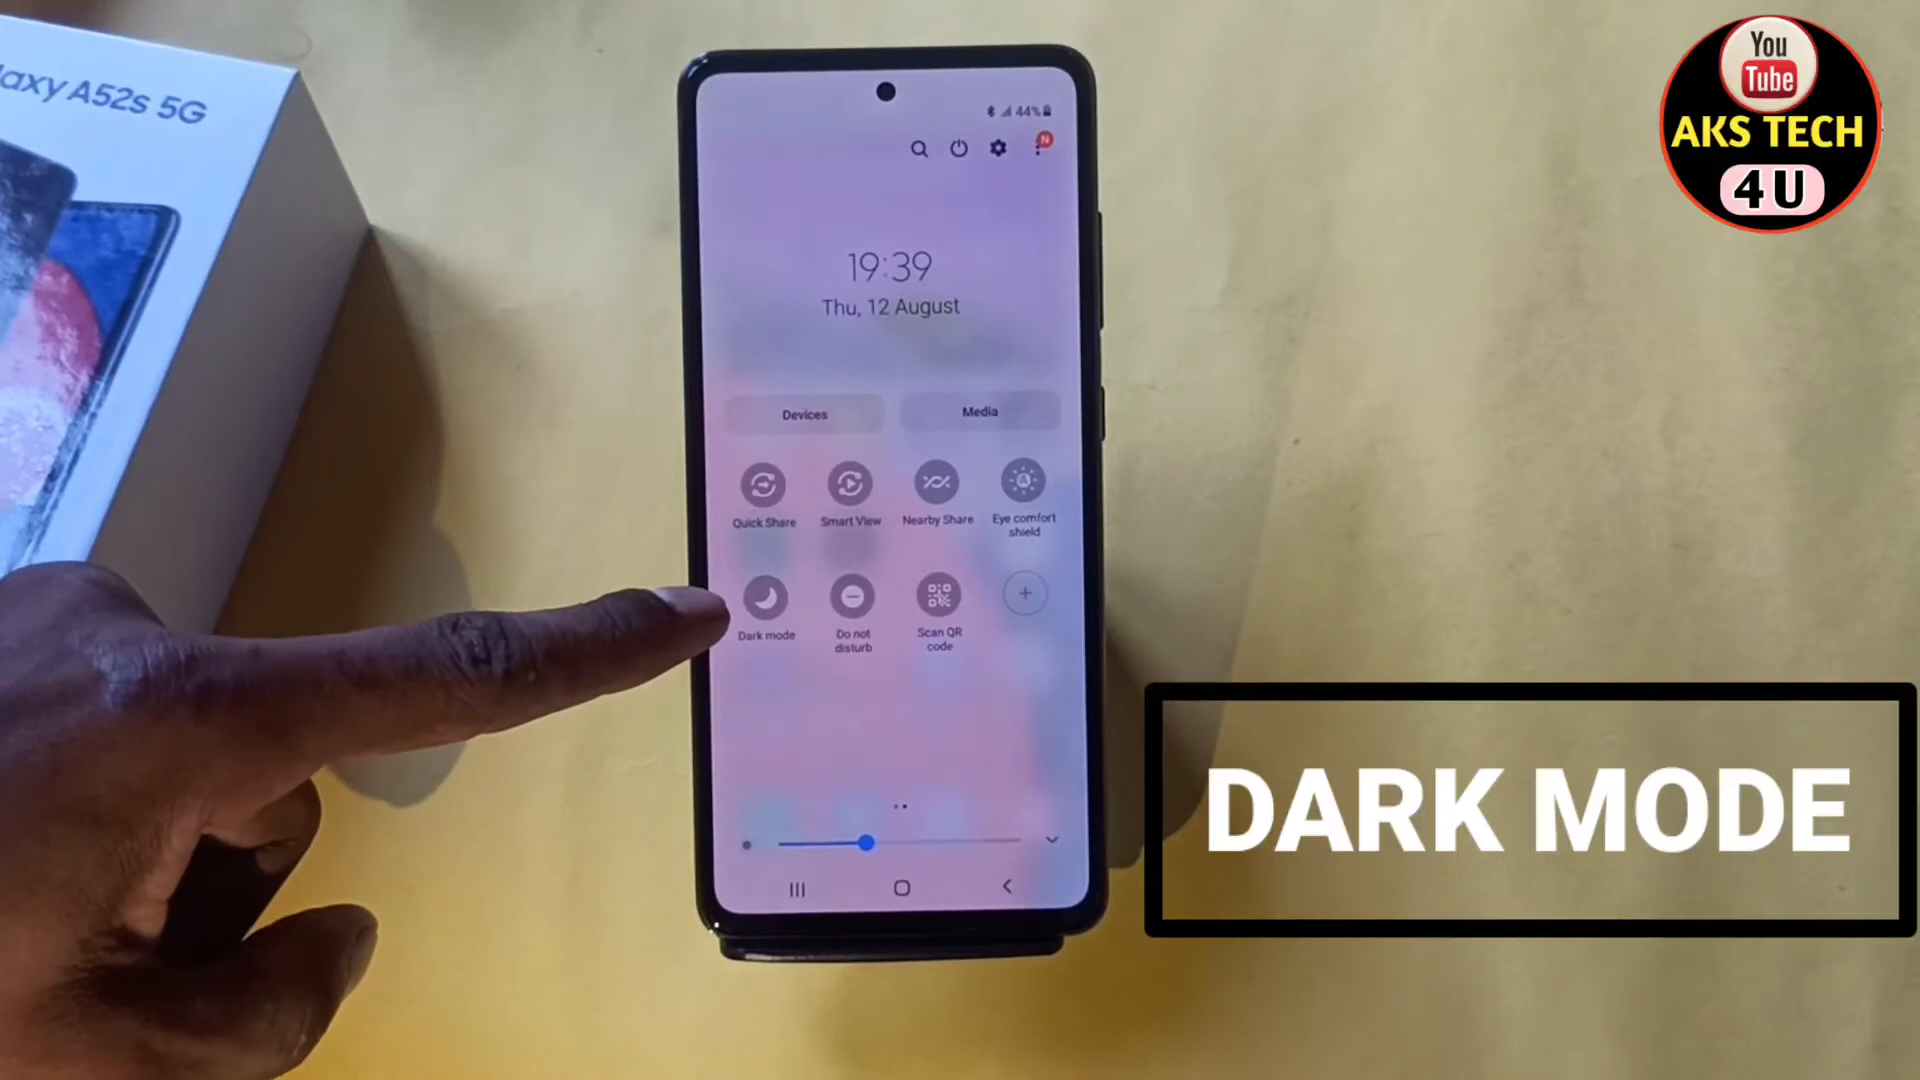 laxy A52s 5G
You
Tube
AKS TECH
4 U
44%
N
19:39
Thu, 12 August
Devices
Media
Quick Share
Smart View
Nearby Share
Eye comfort
shield
Dark mode
Do not
disturb
Scan QR
code
DARK MODE